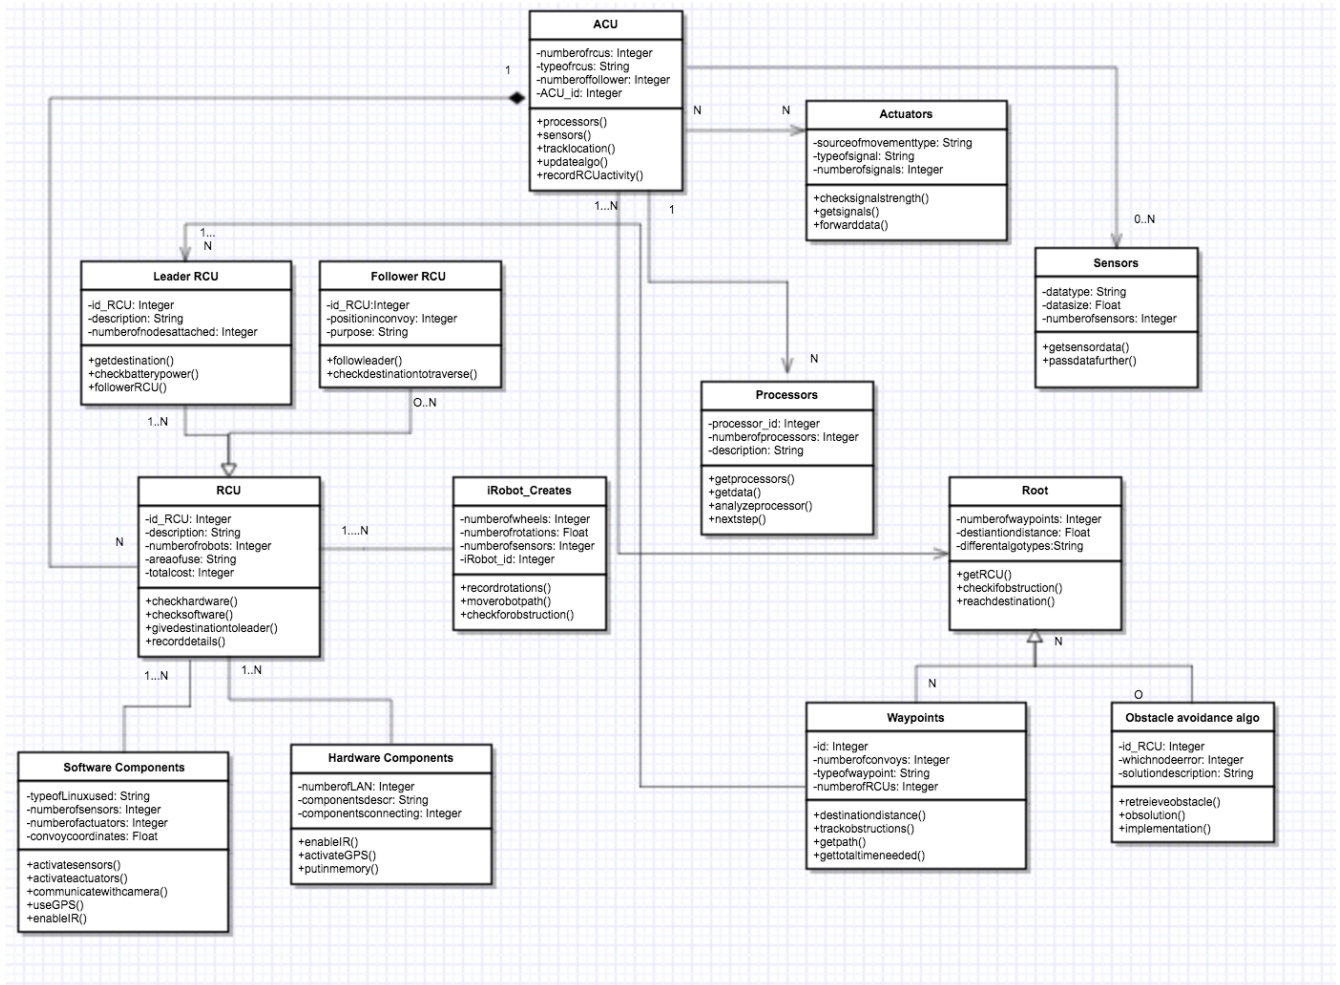 ACU
-numberofrcus: Integer
-typeofrcus: String
-numberoffollower: Integer
-ACU_id: Integer
+processors()
+sensors()
+tracklocation()
+updatealgo()
+recordRCUactivity()
1
N
N
Actuators
-sourceofmovementtype: String
-typeofsignal: String
-numberofsignals: Integer
+checksignalstrength()
+getsignals()
+forwarddata()
1...N
1
0..N
1...
N
Leader RCU
-id_RCU: Integer
-description: String
-numberofnodesattached: Integer
+getdestination()
+checkbatterypower()
+followerRCU()
Follower RCU
-id_RCU:Integer
-positioninconvoy: Integer
-purpose: String
+followleader()
+checkdestinationtotraverse()
Sensors
-datatype: String
-datasize: Float
-numberofsensors: Integer
+getsensordata()
+passdatafurther()
N
1..N
O..N
Processors
-processor_id: Integer
-numberofprocessors: Integer
-description: String
+getprocessors()
+getdata()
+analyzeprocessor()
+nextstep()
RCU
-id_RCU: Integer
-description: String
-numberofrobots: Integer
-areaofuse: String
-totalcost: Integer
+checkhardware()
+checksoftware()
+givedestinationtoleader()
+recorddetails()
N
1....N
iRobot_Creates
-numberofwheels: Integer
-numberofrotations: Float
-numberofsensors: Integer
-iRobot_id: Integer
+recordrotations()
+moverobotpath()
+checkforobstruction()
Root
-numberofwaypoints: Integer
-destiantiondistance: Float
-differentalgotypes:String
+getRCU()
+checkifobstruction()
+reachdestination()
N
1...N
1..N
N
O
Software Components
-typeofLinuxused: String
-numberofsensors: Integer
-numberofactuators: Integer
-convoycoordinates: Float
+activatesensors()
+activateactuators()
+communicatewithcamera()
+useGPS()
+enableIR()
Hardware Components
-numberofLAN: Integer
-componentsdescr: String
-componentsconnecting: Integer
+enableIR()
+activateGPS()
+putinmemory()
Waypoints
-id: Integer
-numberofconvoys: Integer
-typeofwaypoint: String
-numberofRCUs: Integer
+destinationdistance()
+trackobstructions()
+getpath()
+gettotaltimeneeded()
Obstacle avoidance algo
-id_RCU: Integer
-whichnodeerror: Integer
-solutiondescription: String
+retreieveobstacle()
+obsolution()
+implementation()